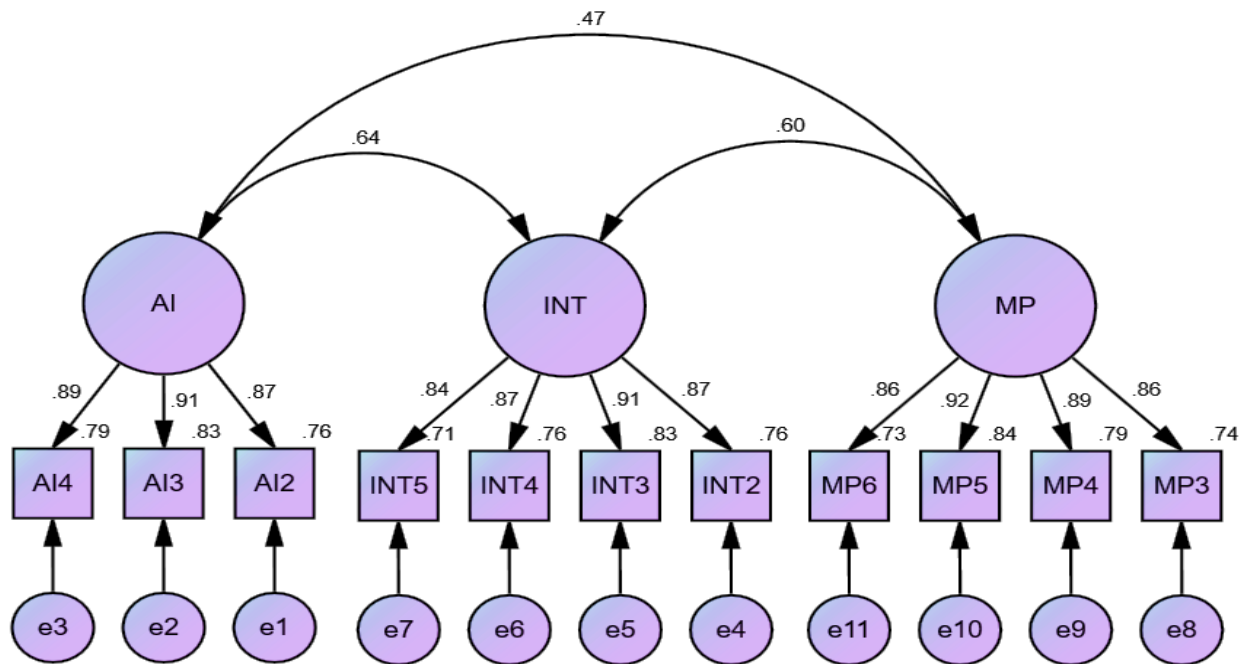 .47
.64
.60
AI
INT
MP
.89
.91
.87
.84
.87
.91
.87
.86
.92
.89
.86
.79
.83
.76
.71
.76
.83
.76
.73
.84
.79
.74
AI4
AI3
AI2
INT5
INT4
INT3
INT2
MP6
MP5
MP4
MP3
e3
e2
e1
e7
e6
e5
e4
e11
e10
e9
e8